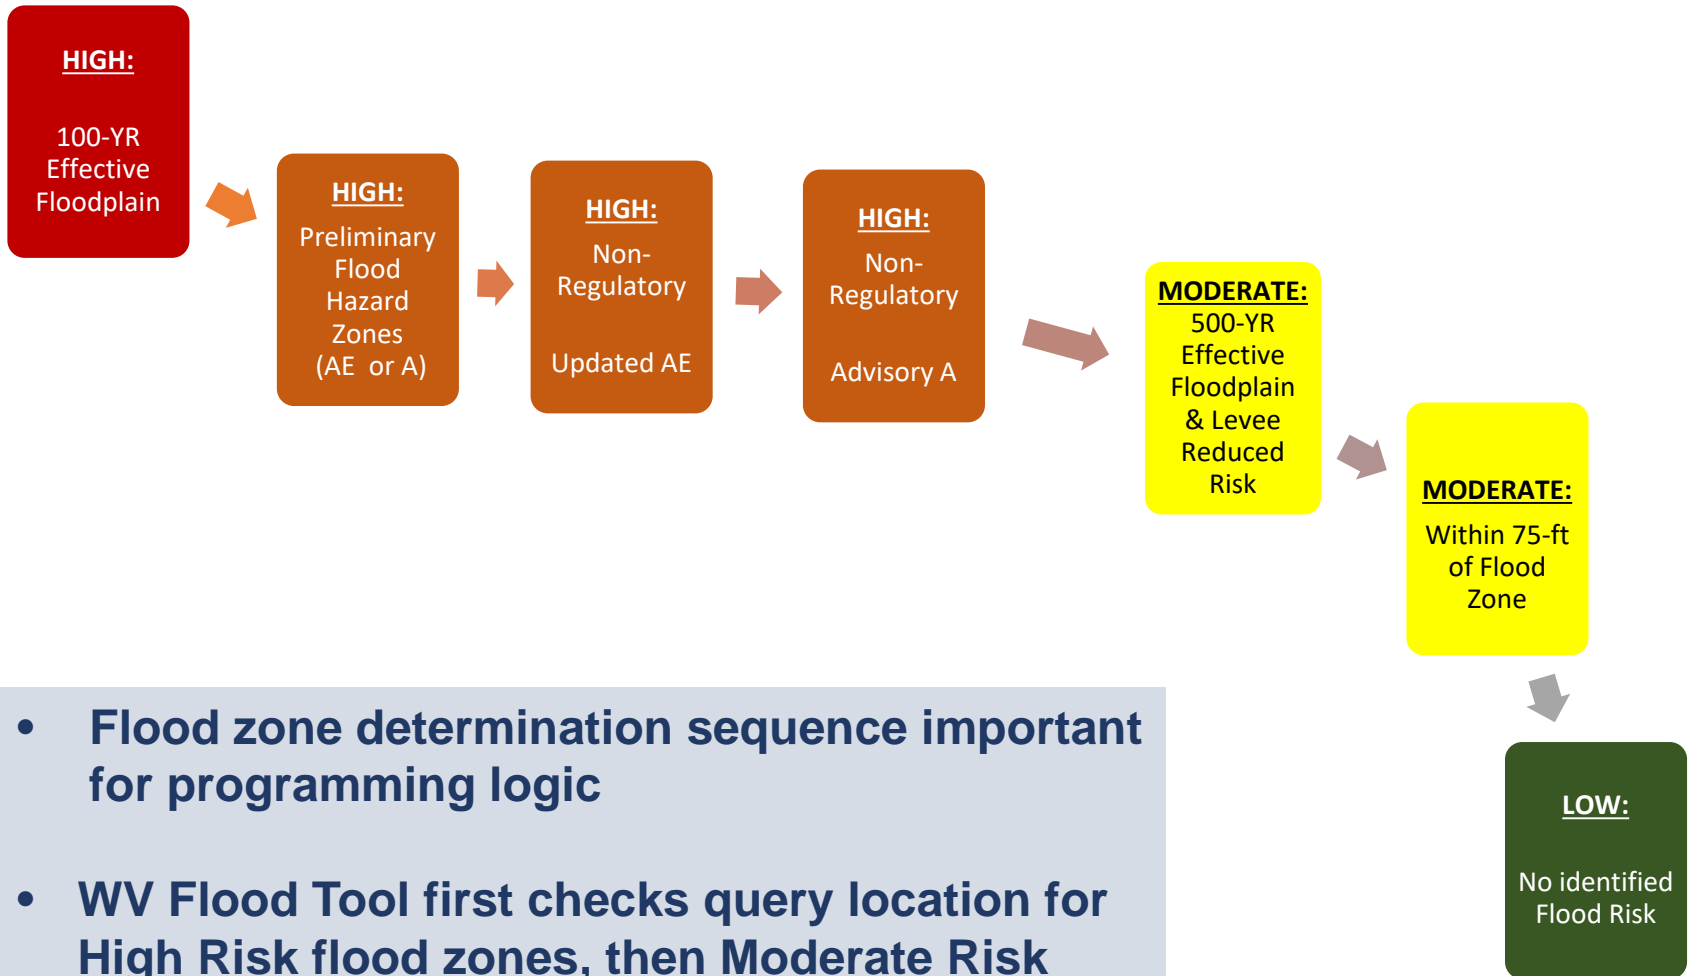 HIGH:
100-YR
Effective
Floodplain
HIGH:
Preliminary
Flood
Hazard
Zones
(AE or A)
HIGH:
Non-
Regulatory
Updated AE
HIGH:
Non-
Regulatory
Advisory A
MODERATE:
500-YR
Effective
Floodplain
& Levee
Reduced
Risk
MODERATE:
Within 75-ft
of Flood
Zone
LOW:
No identified
Flood Risk
• Flood zone determination sequence important
for programming logic
• WV Flood Tool first checks query location for
High Risk flood zones, then Moderate Risk